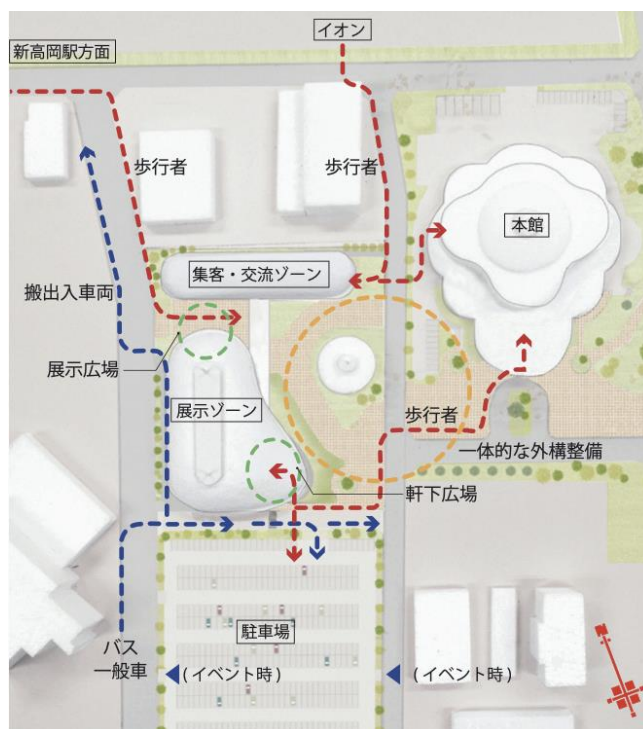 イオン
新高岡駅方面
歩行者
歩行者
本館
集客・交流ゾーン
搬出入車両
展示広場
展示ゾーン
歩行者
一体的な外構整備
軒下広場
駐車場
バス
一般車
(イベント時)
(イベント時)